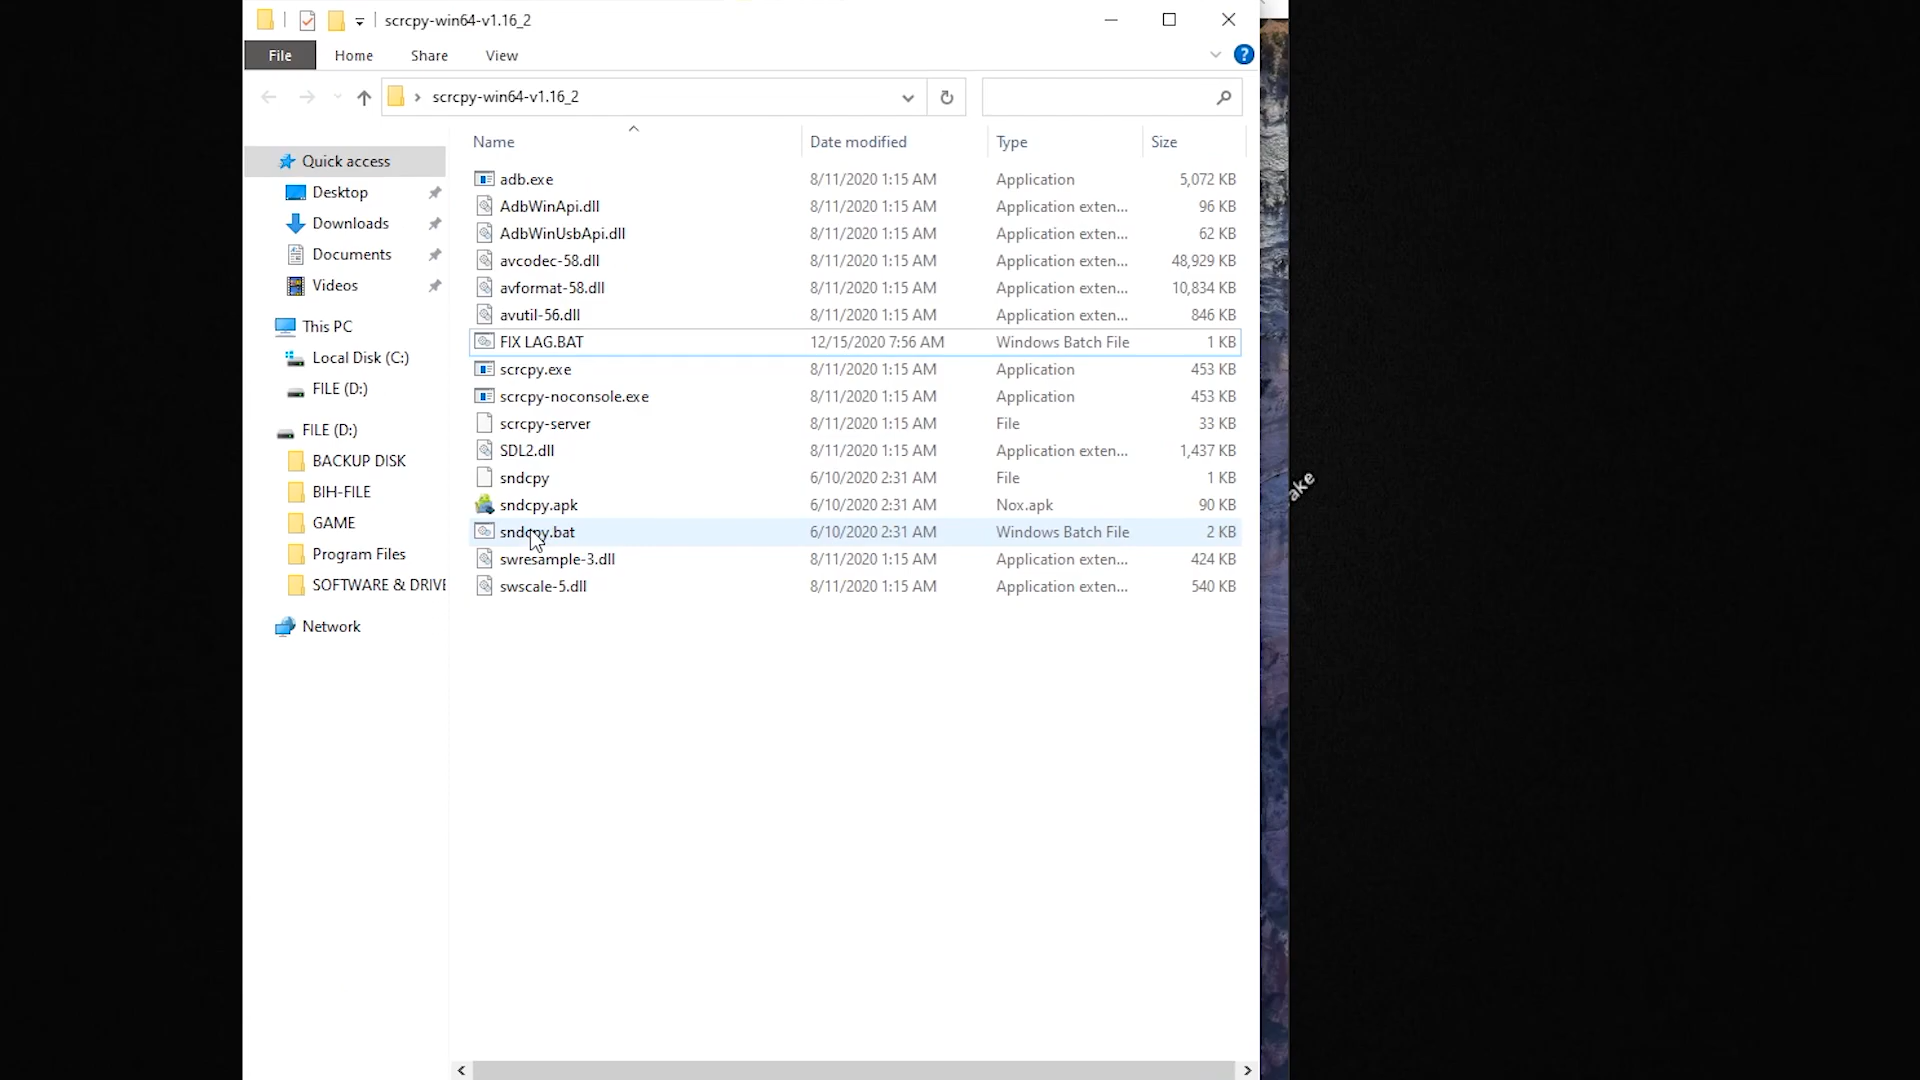 scrcpy-win64-v1.16_2
File Home Share View
scrcpy-win64-v1.16_2
Name Date modified Type Size
Quick access
Desktop
Downloads
Documents
Videos
This PC
Local Disk (C:)
FILE (D:)
FILE (D:)
BACKUP DISK
BIH-FILE
GAME
Program Files
SOFTWARE & DRIVE
Network
adb.exe 8/11/2020 1:15 AM Application 5,072 KB
AdbWinApi.dll 8/11/2020 1:15 AM Application exten... 96 KB
AdbWinUsbApi.dll 8/11/2020 1:15 AM Application exten... 62 KB
avcodec-58.dll 8/11/2020 1:15 AM Application exten... 48,929 KB
avformat-58.dll 8/11/2020 1:15 AM Application exten... 10,834 KB
avutil-56.dll 8/11/2020 1:15 AM Application exten... 846 KB
FIX LAG.BAT 12/15/2020 7:56 AM Windows Batch File 1 KB
scrcpy.exe 8/11/2020 1:15 AM Application 453 KB
scrcpy-noconsole.exe 8/11/2020 1:15 AM Application 453 KB
scrcpy-server 8/11/2020 1:15 AM File 33 KB
SDL2.dll 8/11/2020 1:15 AM Application exten... 1,437 KB
sndcpy 6/10/2020 2:31 AM File 1 KB
sndcpy.apk 6/10/2020 2:31 AM Nox.apk 90 KB
sndcpy.bat 6/10/2020 2:31 AM Windows Batch File 2 KB
swresample-3.dll 8/11/2020 1:15 AM Application exten... 424 KB
swscale-5.dll 8/11/2020 1:15 AM Application exten... 540 KB
ake